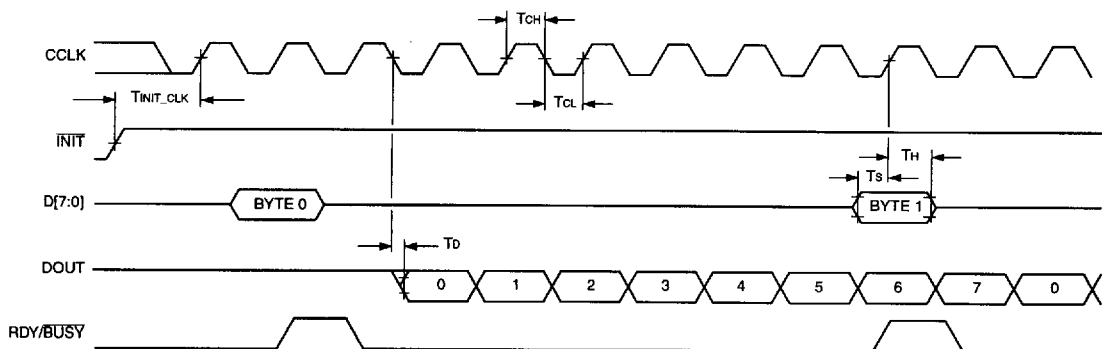 TCH
CCLK
TINIT_CLK
TCL
INIT
TH
TS
D[7:0]
BYTE 0
BYTE 1
TD
DOUT
0 1 2 3 4 5 6 7 0
RDY/BUSY